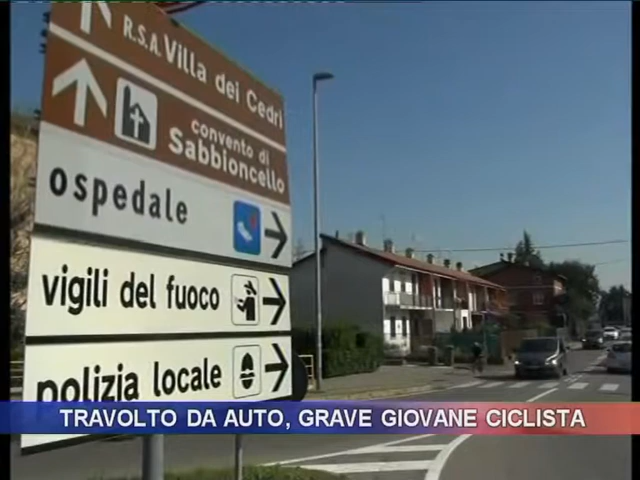 R.S.A. Villa dei Cedri
convento di
Sabbioncello
ospedale
vigili del fuoco
polizia locale
TRAVOLTO DA AUTO, GRAVE GIOVANE CICLISTA